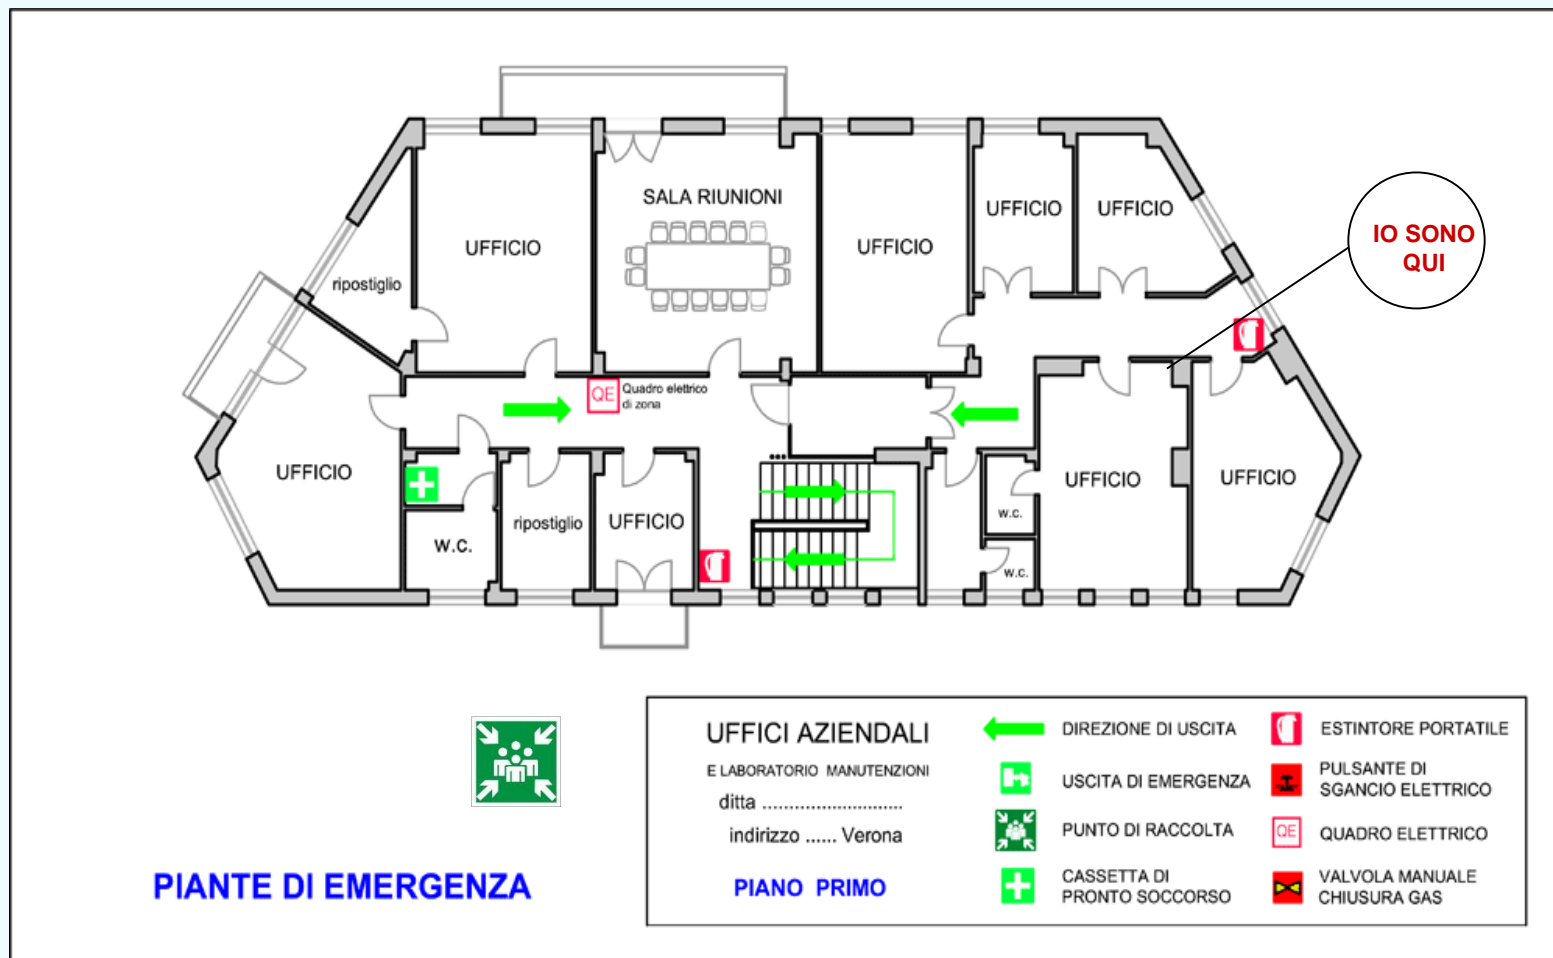 SALA RIUNIONI
UFFICIO
UFFICIO
IO SONO
QUI
UFFICIO
UFFICIO
ripostiglio
QE
Quadro elettrico
di zona
UFFICIO
UFFICIO
UFFICIO
w.c.
ripostiglio
UFFICIO
w.c.
w.c.
UFFICI AZIENDALI
E LABORATORIO MANUTENZIONI
ditta ..........................
indirizzo ...... Verona
PIANO PRIMO
DIREZIONE DI USCITA
USCITA DI EMERGENZA
PUNTO DI RACCOLTA
CASSETTA DI
PRONTO SOCCORSO
ESTINTORE PORTATILE
PULSANTE DI
SGANCIO ELETTRICO
QE
QUADRO ELETTRICO
VALVOLA MANUALE
CHIUSURA GAS
PIANTE DI EMERGENZA